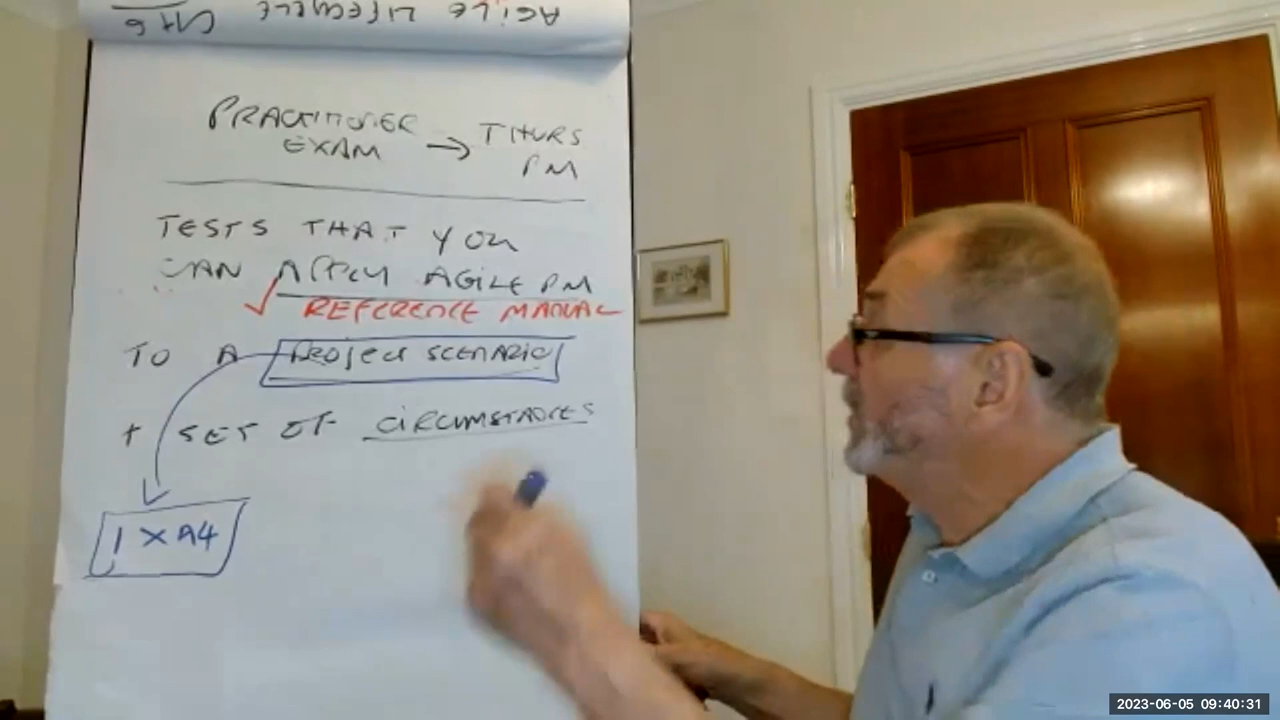 AGILE LIFECYCLE CH 6
PRACTITIONER
EXAM → THURS
PM
TESTS THAT YOU
CAN APPLY AGILE PM
✓ REFERENCE MANUAL
TO A PROJECT SCENARIO
+ SET OF CIRCUMSTANCES
1 X A4
2023-06-05 09:40:31